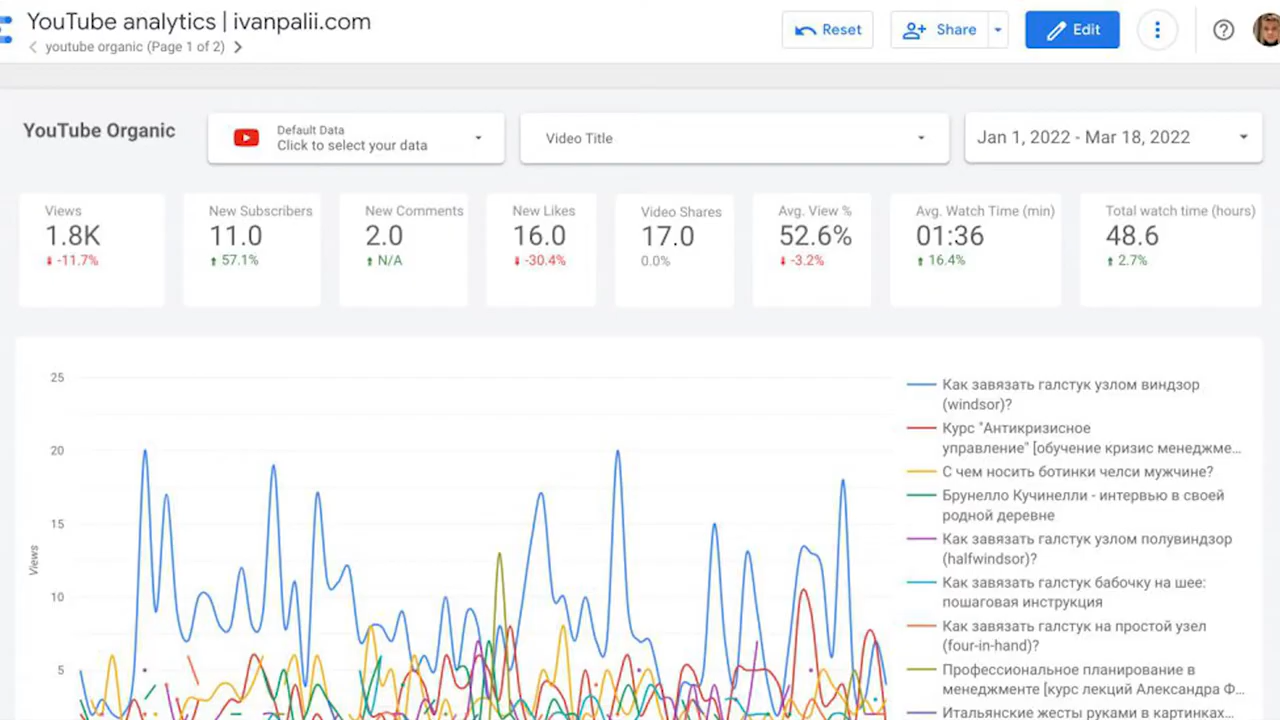 YouTube analytics | ivanpalii.com
youtube organic (Page 1 of 2)
Reset
Share
Edit
YouTube Organic
Default Data
Click to select your data
Video Title
Jan 1, 2022 - Mar 18, 2022
Views
1.8K
-11.7%
New Subscribers
11.0
57.1%
New Comments
2.0
N/A
New Likes
16.0
-30.4%
Video Shares
17.0
0.0%
Avg. View %
52.6%
-3.2%
Avg. Watch Time (min)
01:36
16.4%
Total watch time (hours)
48.6
2.7%
25
20
15
10
5
Views
Как завязать галстук узлом виндзор
(windsor)?
Курс "Антикризисное
управление" [обучение кризис менеджме...
С чем носить ботинки челси мужчине?
Брунелло Кучинелли - интервью в своей
родной деревне
Как завязать галстук узлом полувиндзор
(halfwindsor)?
Как завязать галстук бабочку на шее:
пошаговая инструкция
Как завязать галстук на простой узел
(four-in-hand)?
Профессиональное планирование в
менеджменте [курс лекций Александра Ф...
Итальянские жесты руками в картинках...